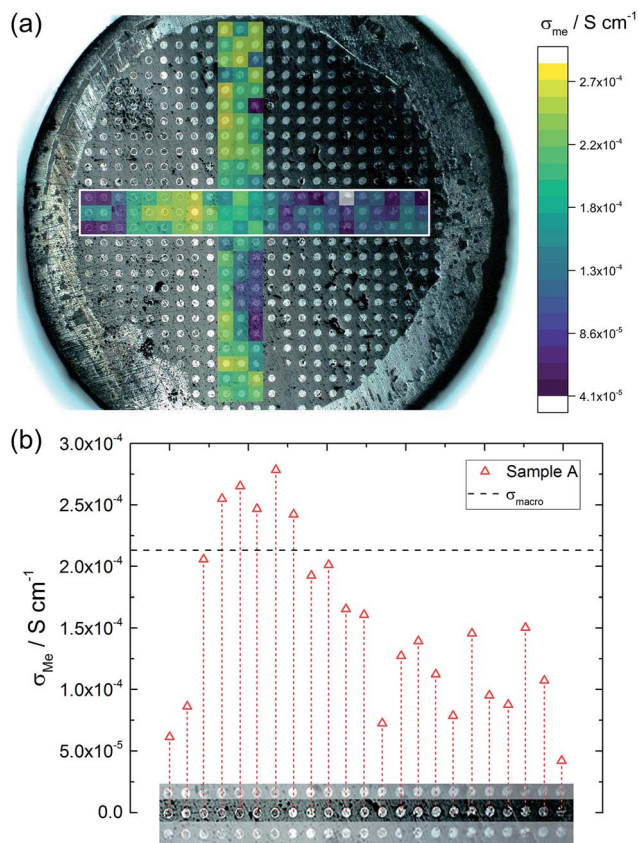 (a)
σme / S cm⁻¹
2.7x10⁻⁴
2.2x10⁻⁴
1.8x10⁻⁴
1.3x10⁻⁴
8.6x10⁻⁵
4.1x10⁻⁵
(b)
3.0x10⁻⁴
2.5x10⁻⁴
2.0x10⁻⁴
1.5x10⁻⁴
1.0x10⁻⁴
5.0x10⁻⁵
0.0
σMe / S cm⁻¹
Sample A
σmacro